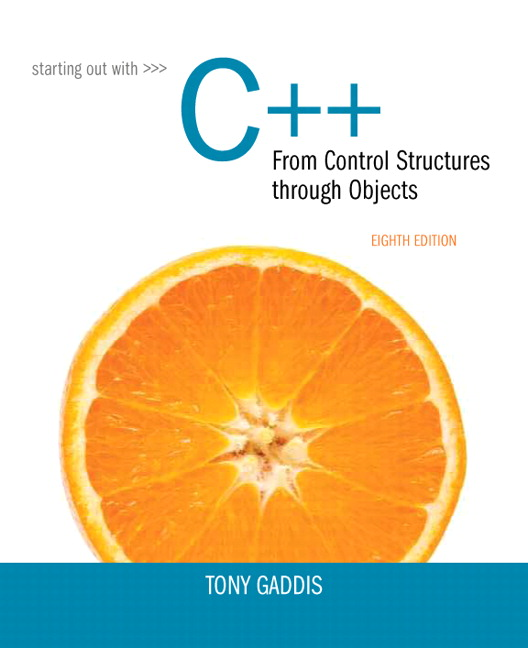 starting out with >>>
C++
From Control Structures
through Objects
EIGHTH EDITION
TONY GADDIS